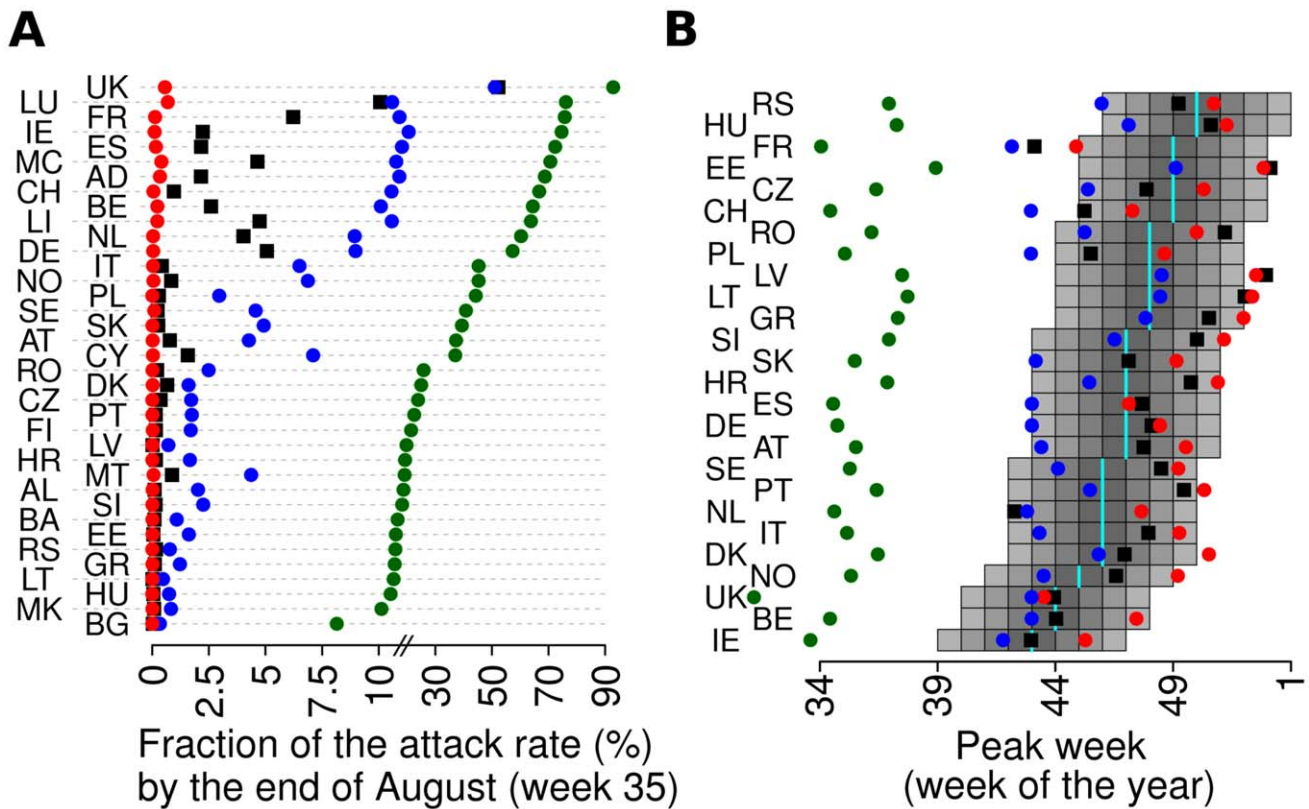 A
UK
LU
FR
IE
ES
MC
AD
CH
BE
LI
NL
DE
IT
NO
PL
SE
SK
AT
CY
RO
DK
CZ
PT
FI
LV
HR
MT
AL
SI
BA
EE
RS
GR
LT
HU
MK
BG
0
2.5
5
7.5
10
30
50
70
90
Fraction of the attack rate (%)
by the end of August (week 35)
B
RS
HU
FR
EE
CZ
CH
RO
PL
LV
LT
GR
SI
SK
HR
ES
DE
AT
SE
PT
NL
IT
DK
NO
UK
BE
IE
34
39
44
49
1
Peak week
(week of the year)